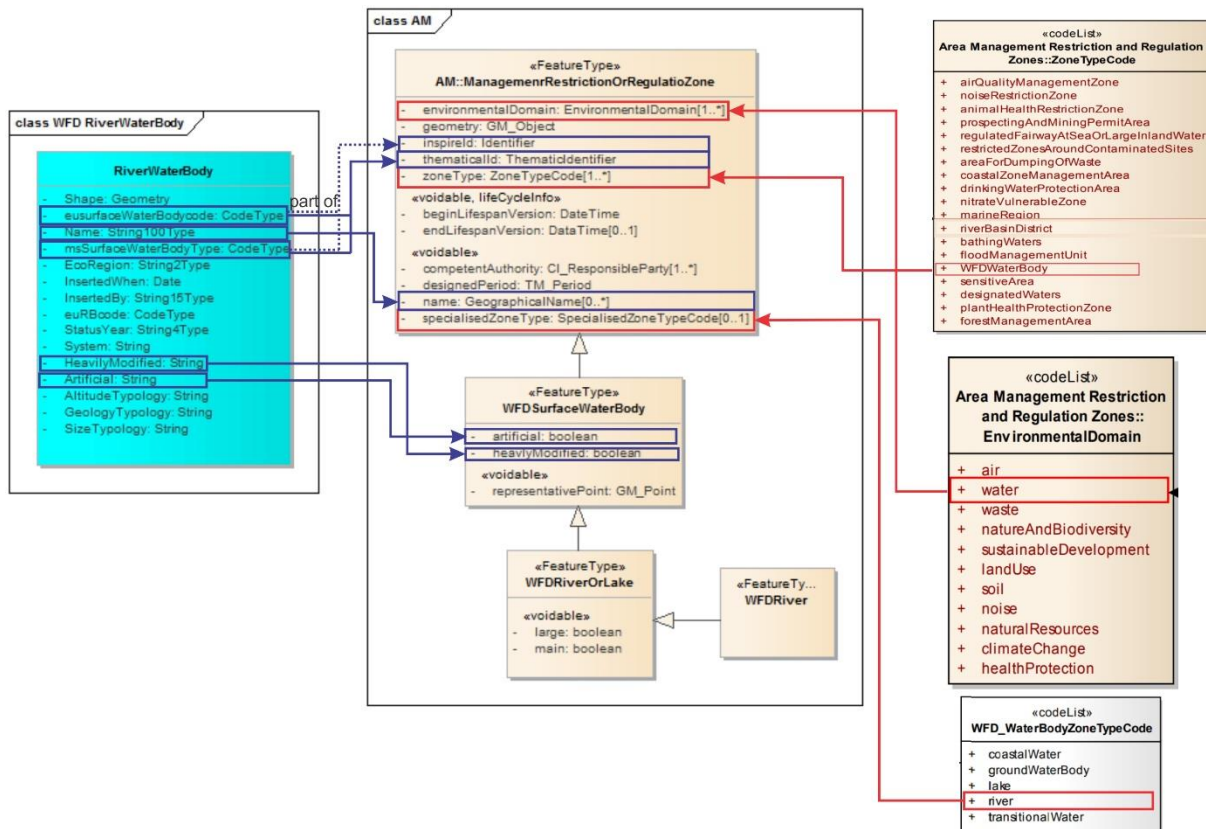 class WFD RiverWaterBody
RiverWaterBody
- Shape: Geometry
- eusurfaceWaterBodycode: CodeType
- Name: String100Type
- msSurfaceWaterBodyType: CodeType
- EcoRegion: String2Type
- InsertedWhen: Date
- InsertedBy: String15Type
- euRBcode: CodeType
- StatusYear: String4Type
- System: String
- HeavilyModified: String
- Artificial: String
- AltitudeTypology: String
- GeologyTypology: String
- SizeTypology: String
part of
class AM
«FeatureType»
AM::ManagemenrRestrictionOrRegulatioZone
- environmentalDomain: EnvironmentalDomain[1..*]
- geometry: GM_Object
- inspireId: Identifier
- thematicalId: ThematicIdentifier
- zoneType: ZoneTypeCode[1..*]
«voidable, lifeCycleInfo»
- beginLifespanVersion: DateTime
- endLifespanVersion: DataTime[0..1]
«voidable»
- competentAuthority: CI_ResponsibleParty[1..*]
- designedPeriod: TM_Period
- name: GeographicalName[0..*]
- specialisedZoneType: SpecialisedZoneTypeCode[0..1]
«FeatureType»
WFDSurfaceWaterBody
- artificial: boolean
- heavlyModified: boolean
«voidable»
- representativePoint: GM_Point
«FeatureType»
WFDRiverOrLake
«voidable»
- large: boolean
- main: boolean
«FeatureTy...
WFDRiver
«codeList»
Area Management Restriction and Regulation
Zones::ZoneTypeCode
+ airQualityManagementZone
+ noiseRestrictionZone
+ animalHealthRestrictionZone
+ prospectingAndMiningPermitArea
+ regulatedFairwayAtSeaOrLargeInlandWater
+ restrictedZonesAroundContaminatedSites
+ areaForDumpingOfWaste
+ coastalZoneManagementArea
+ drinkingWaterProtectionArea
+ nitrateVulnerableZone
+ marineRegion
+ riverBasinDistrict
+ bathingWaters
+ floodManagementUnit
+ WFDWaterBody
+ sensitiveArea
+ designatedWaters
+ plantHealthProtectionZone
+ forestManagementArea
«codeList»
Area Management Restriction
and Regulation Zones::
EnvironmentalDomain
+ air
+ water
+ waste
+ natureAndBiodiversity
+ sustainableDevelopment
+ landUse
+ soil
+ noise
+ naturalResources
+ climateChange
+ healthProtection
«codeList»
WFD_WaterBodyZoneTypeCode
+ coastalWater
+ groundWaterBody
+ lake
+ river
+ transitionalWater